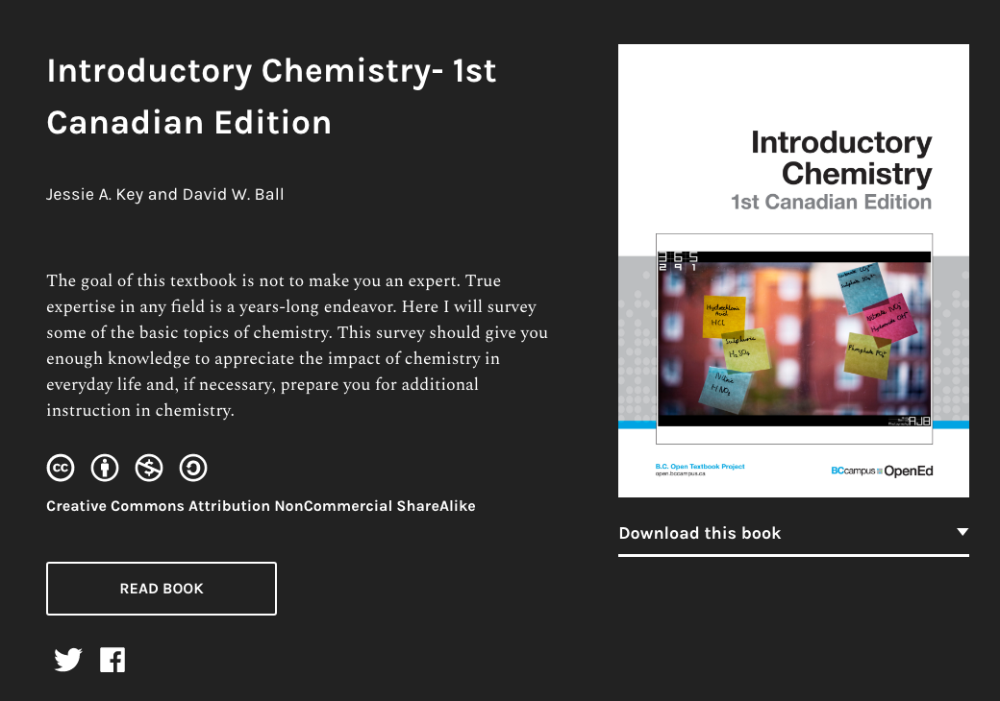 Introductory Chemistry- 1st
Canadian Edition
Jessie A. Key and David W. Ball
The goal of this textbook is not to make you an expert. True
expertise in any field is a years-long endeavor. Here I will survey
some of the basic topics of chemistry. This survey should give you
enough knowledge to appreciate the impact of chemistry in
everyday life and, if necessary, prepare you for additional
instruction in chemistry.
Creative Commons Attribution NonCommercial ShareAlike
READ BOOK
Introductory
Chemistry
1st Canadian Edition
365
291
Hydrochloric
Acid
HCL
Sulphuric
H₂SO₄
Nitric
HNO₃
Sulphate SO₄²⁻
Nitrate NO₃⁻
Hydroxide OH⁻
Phosphate PO₄³⁻
AJB
B.C. Open Textbook Project
open.bccampus.ca
BCcampus OpenEd
Download this book